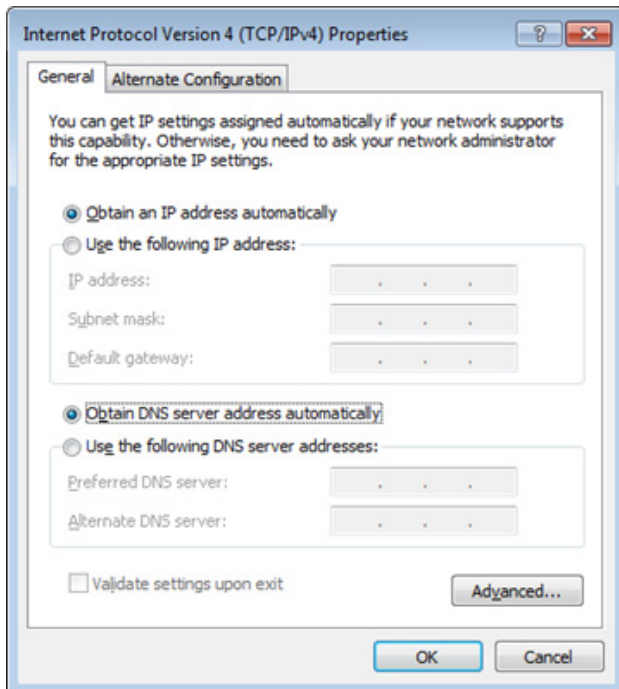 Internet Protocol Version 4 (TCP/IPv4) Properties
General
Alternate Configuration
You can get IP settings assigned automatically if your network supports
this capability. Otherwise, you need to ask your network administrator
for the appropriate IP settings.
Obtain an IP address automatically
Use the following IP address:
IP address:
Subnet mask:
Default gateway:
Obtain DNS server address automatically
Use the following DNS server addresses:
Preferred DNS server:
Alternate DNS server:
Validate settings upon exit
Advanced...
OK
Cancel